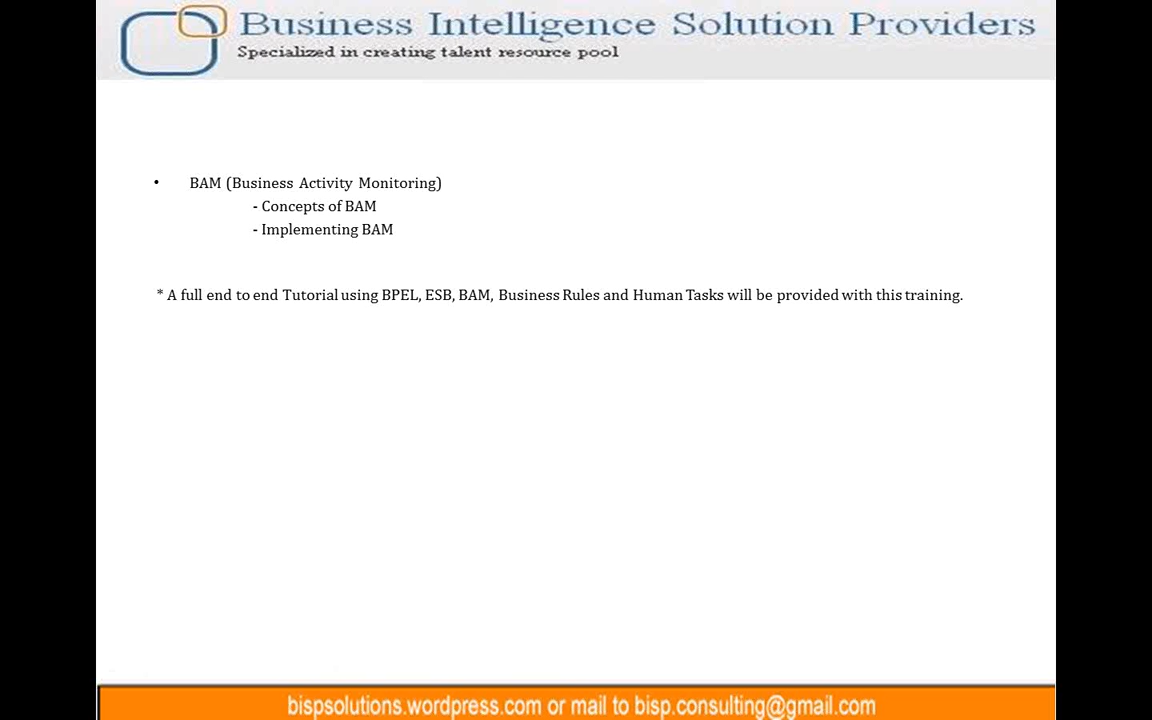 Business Intelligence Solution Providers
Specialized in creating talent resource pool
• BAM (Business Activity Monitoring)
- Concepts of BAM
- Implementing BAM
* A full end to end Tutorial using BPEL, ESB, BAM, Business Rules and Human Tasks will be provided with this training.
bispsolutions.wordpress.com or mail to bisp.consulting@gmail.com